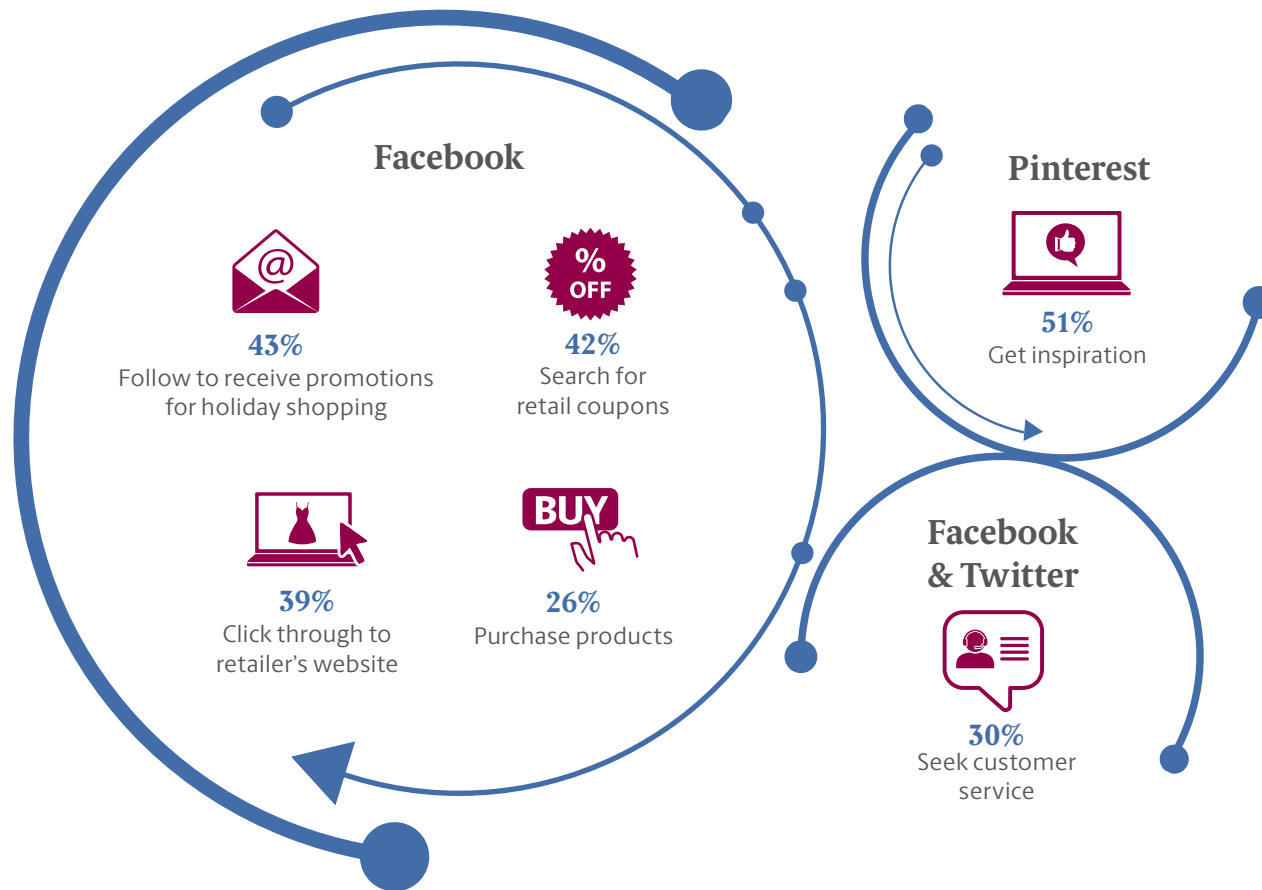 Facebook
@
43%
Follow to receive promotions
for holiday shopping
%
OFF
42%
Search for
retail coupons
39%
Click through to
retailer’s website
BUY
26%
Purchase products
Pinterest
51%
Get inspiration
Facebook
& Twitter
30%
Seek customer
service